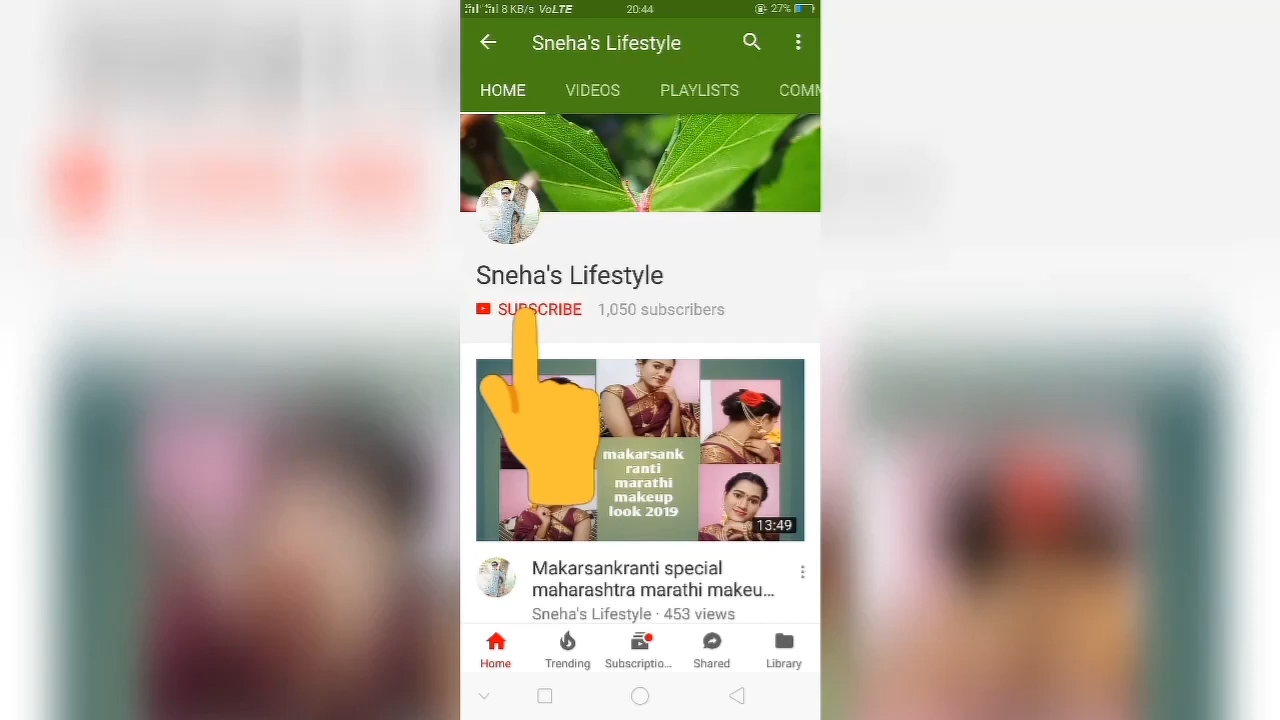 8 KB/s VoLTE 20:44 27%
Sneha's Lifestyle
HOME VIDEOS PLAYLISTS COMM
Sneha's Lifestyle
SUBSCRIBE 1,050 subscribers
makarsank
ranti
marathi
makeup
look 2019
13:49
Makarsankranti special
maharashtra marathi makeu...
Sneha's Lifestyle · 453 views
Home Trending Subscriptio... Shared Library